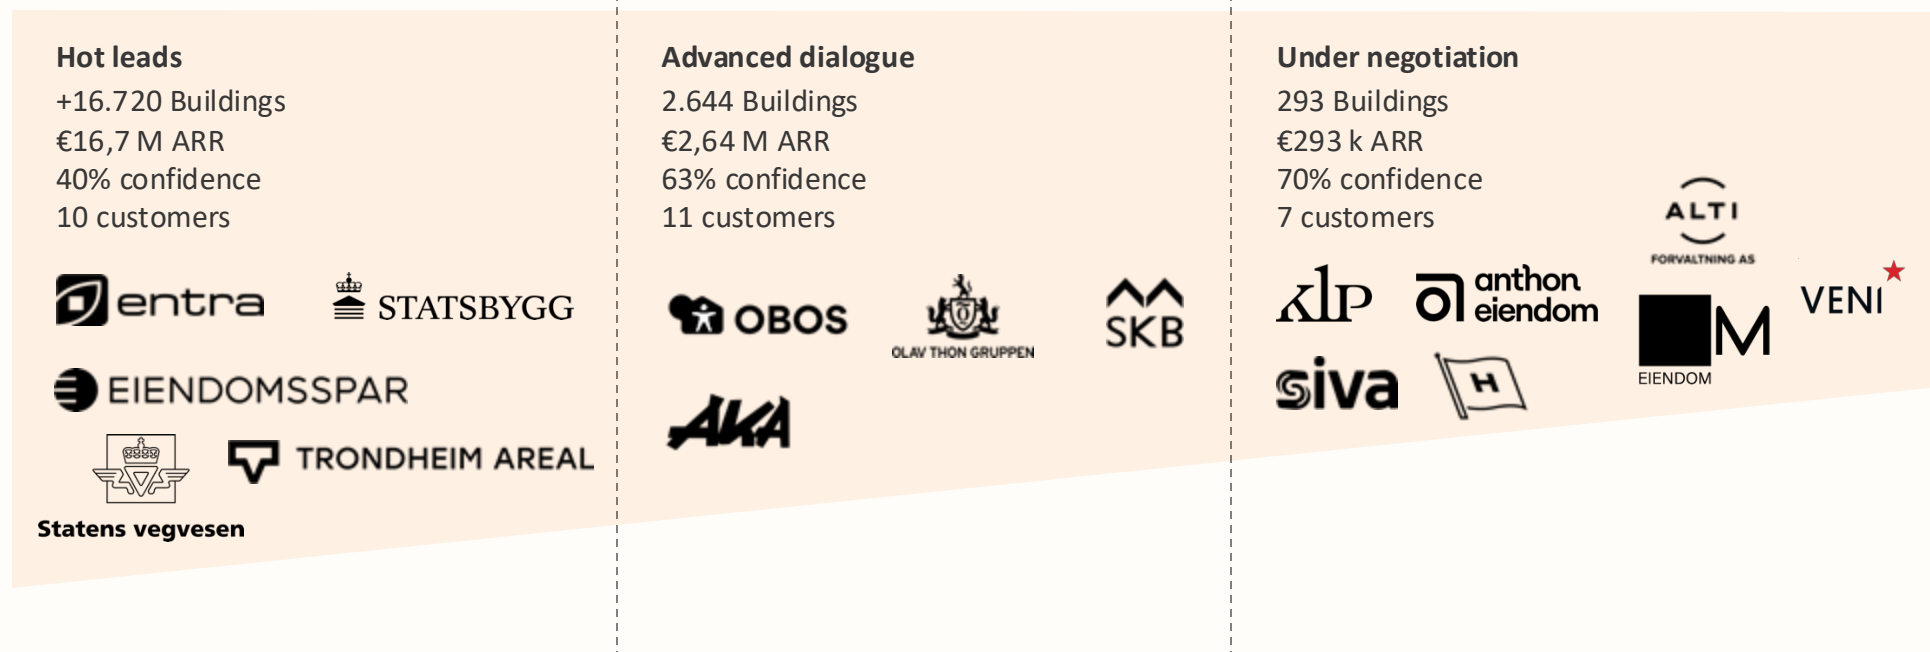 Hot leads
+16.720 Buildings
€16,7 M ARR
40% confidence
10 customers
entra
STATSBYGG
EIENDOMSSPAR
TRONDHEIM AREAL
Statens vegvesen
Advanced dialogue
2.644 Buildings
€2,64 M ARR
63% confidence
11 customers
OBOS
OLAV THON GRUPPEN
SKB
AKA
Under negotiation
293 Buildings
€293 k ARR
70% confidence
7 customers
ALTI
FORVALTNING AS
KLP
anthon
eiendom
M
EIENDOM
VENI
siva
H